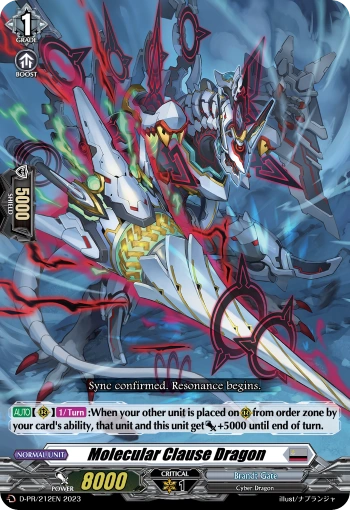 1
GRADE
BOOST
5000
SHIELD
Sync confirmed. Resonance begins.
AUTO【 R 】 1/Turn :When your other unit is placed on R from order zone by
your card's ability, that unit and this unit get +5000 until end of turn.
NORMAL UNIT
Molecular Clause Dragon
POWER 8000
CRITICAL
1
Brandt Gate
Cyber Dragon
D-PR/212EN 2023
illust/ナブランジャ